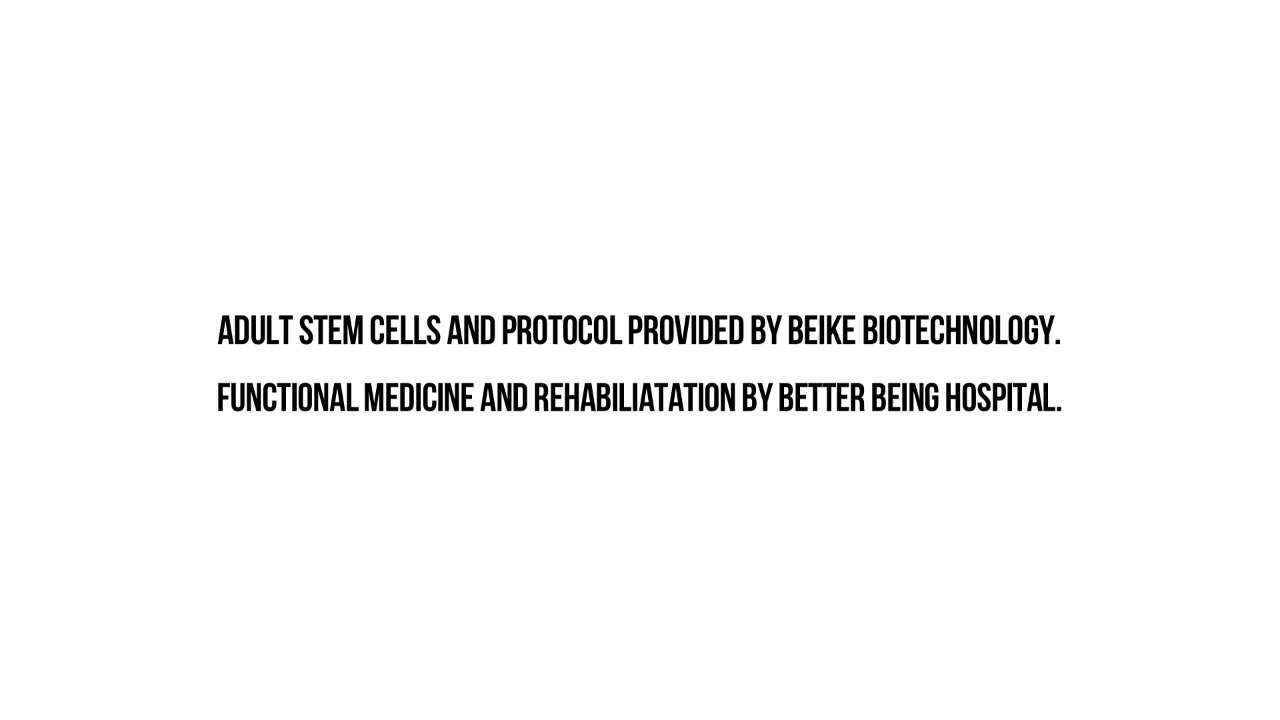 ADULT STEM CELLS AND PROTOCOL PROVIDED BY BEIKE BIOTECHNOLOGY.
FUNCTIONAL MEDICINE AND REHABILIATATION BY BETTER BEING HOSPITAL.